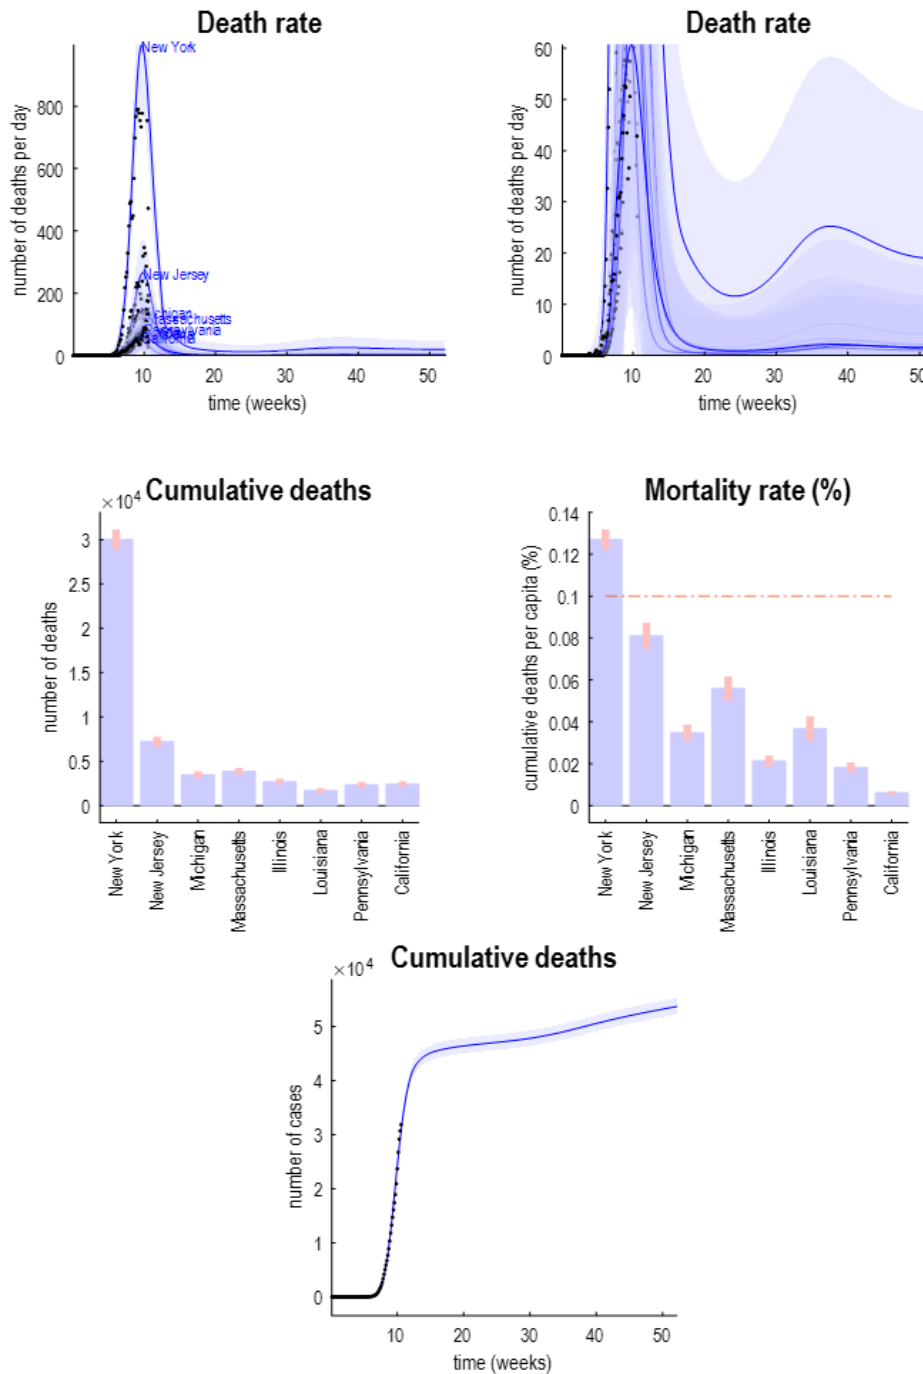 Death rate
number of deaths per day
800
600
400
200
0
New York
New Jersey
Michigan
Massachusetts
Pennsylvania
California
10
20
30
40
50
time (weeks)
Death rate
number of deaths per day
60
50
40
30
20
10
0
10
20
30
40
50
time (weeks)
×10⁴
Cumulative deaths
number of deaths
3
2.5
2
1.5
1
0.5
0
New York
New Jersey
Michigan
Massachusetts
Illinois
Louisiana
Pennsylvania
California
Mortality rate (%)
cumulative deaths per capita (%)
0.14
0.12
0.1
0.08
0.06
0.04
0.02
0
New York
New Jersey
Michigan
Massachusetts
Illinois
Louisiana
Pennsylvania
California
×10⁴
Cumulative deaths
number of cases
5
4
3
2
1
0
10
20
30
40
50
time (weeks)